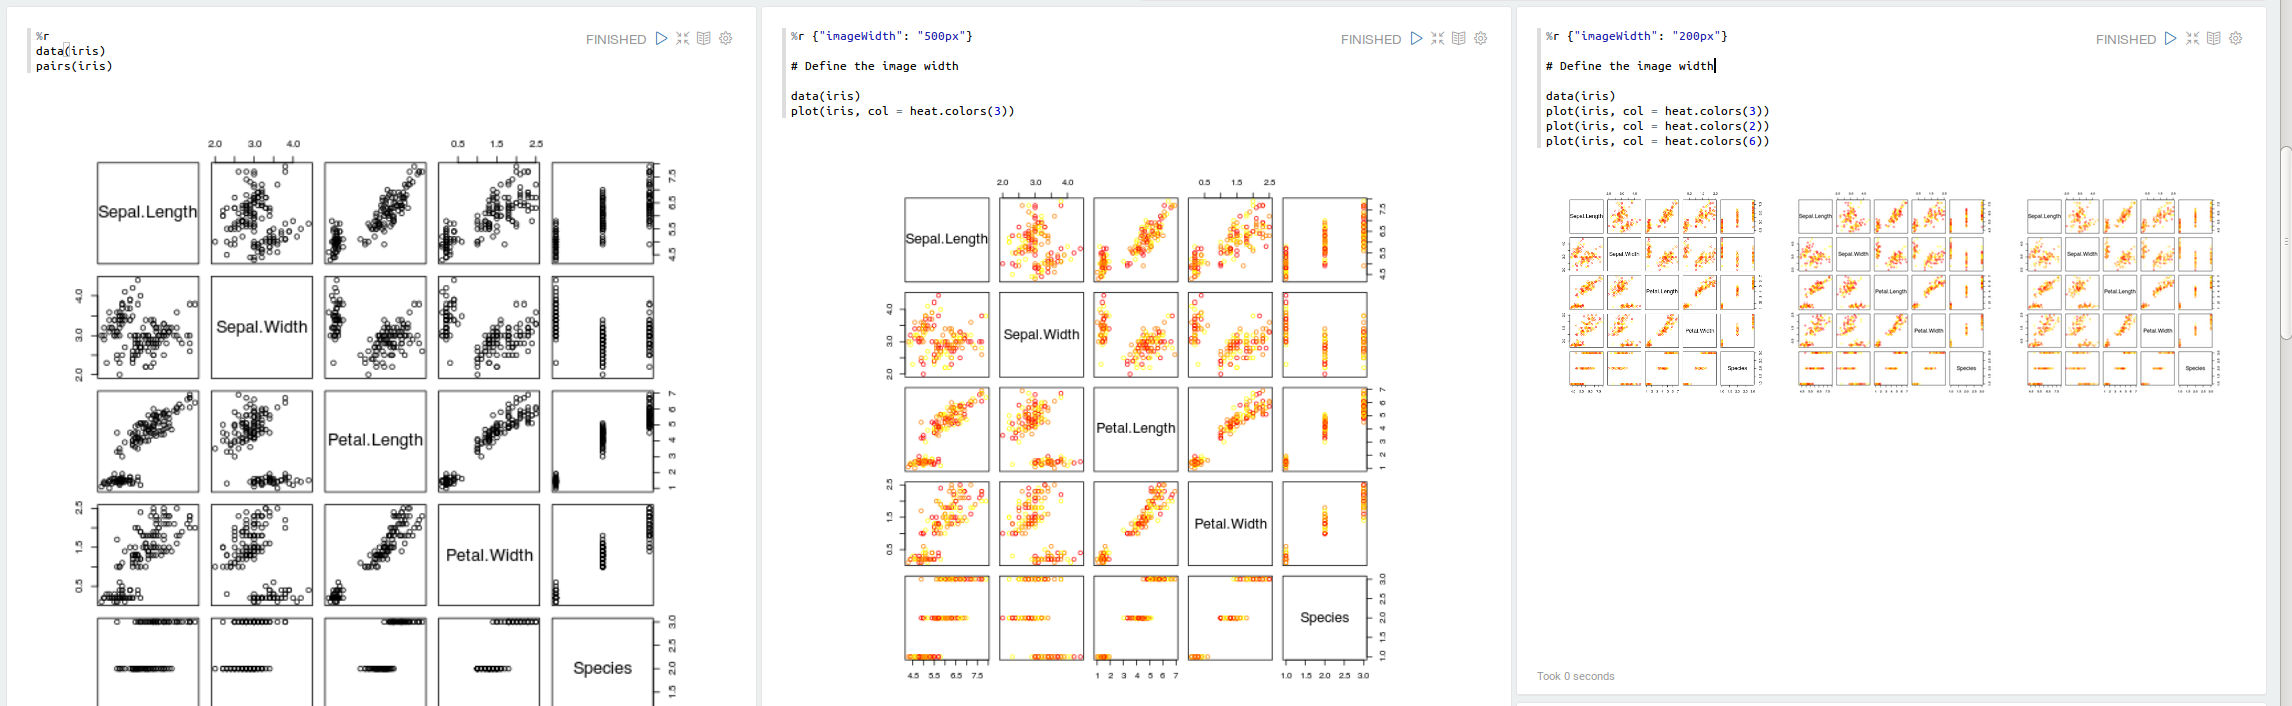 %r
data(iris)
pairs(iris)
FINISHED
2.0 3.0 4.0
0.5 1.5 2.5
Sepal.Length
4.5 5.5 6.5 7.5
2.0 3.0 4.0
Sepal.Width
Petal.Length
1 2 3 4 5 6 7
0.5 1.5 2.5
Petal.Width
Species
1.5 2.0 2.5 3.0
%r {"imageWidth": "500px"}
FINISHED
# Define the image width
data(iris)
plot(iris, col = heat.colors(3))
2.0 3.0 4.0
0.5 1.5 2.5
Sepal.Length
4.5 5.5 6.5 7.5
2.0 3.0 4.0
Sepal.Width
Petal.Length
1 2 3 4 5 6 7
0.5 1.5 2.5
Petal.Width
Species
1.0 1.5 2.0 2.5 3.0
4.5 5.5 6.5 7.5
1 2 3 4 5 6 7
1.0 1.5 2.0 2.5 3.0
%r {"imageWidth": "200px"}
FINISHED
# Define the image width
data(iris)
plot(iris, col = heat.colors(3))
plot(iris, col = heat.colors(2))
plot(iris, col = heat.colors(6))
Sepal.Length
Sepal.Width
Petal.Length
Petal.Width
Species
Sepal.Length
Sepal.Width
Petal.Length
Petal.Width
Species
Sepal.Length
Sepal.Width
Petal.Length
Petal.Width
Species
Took 0 seconds